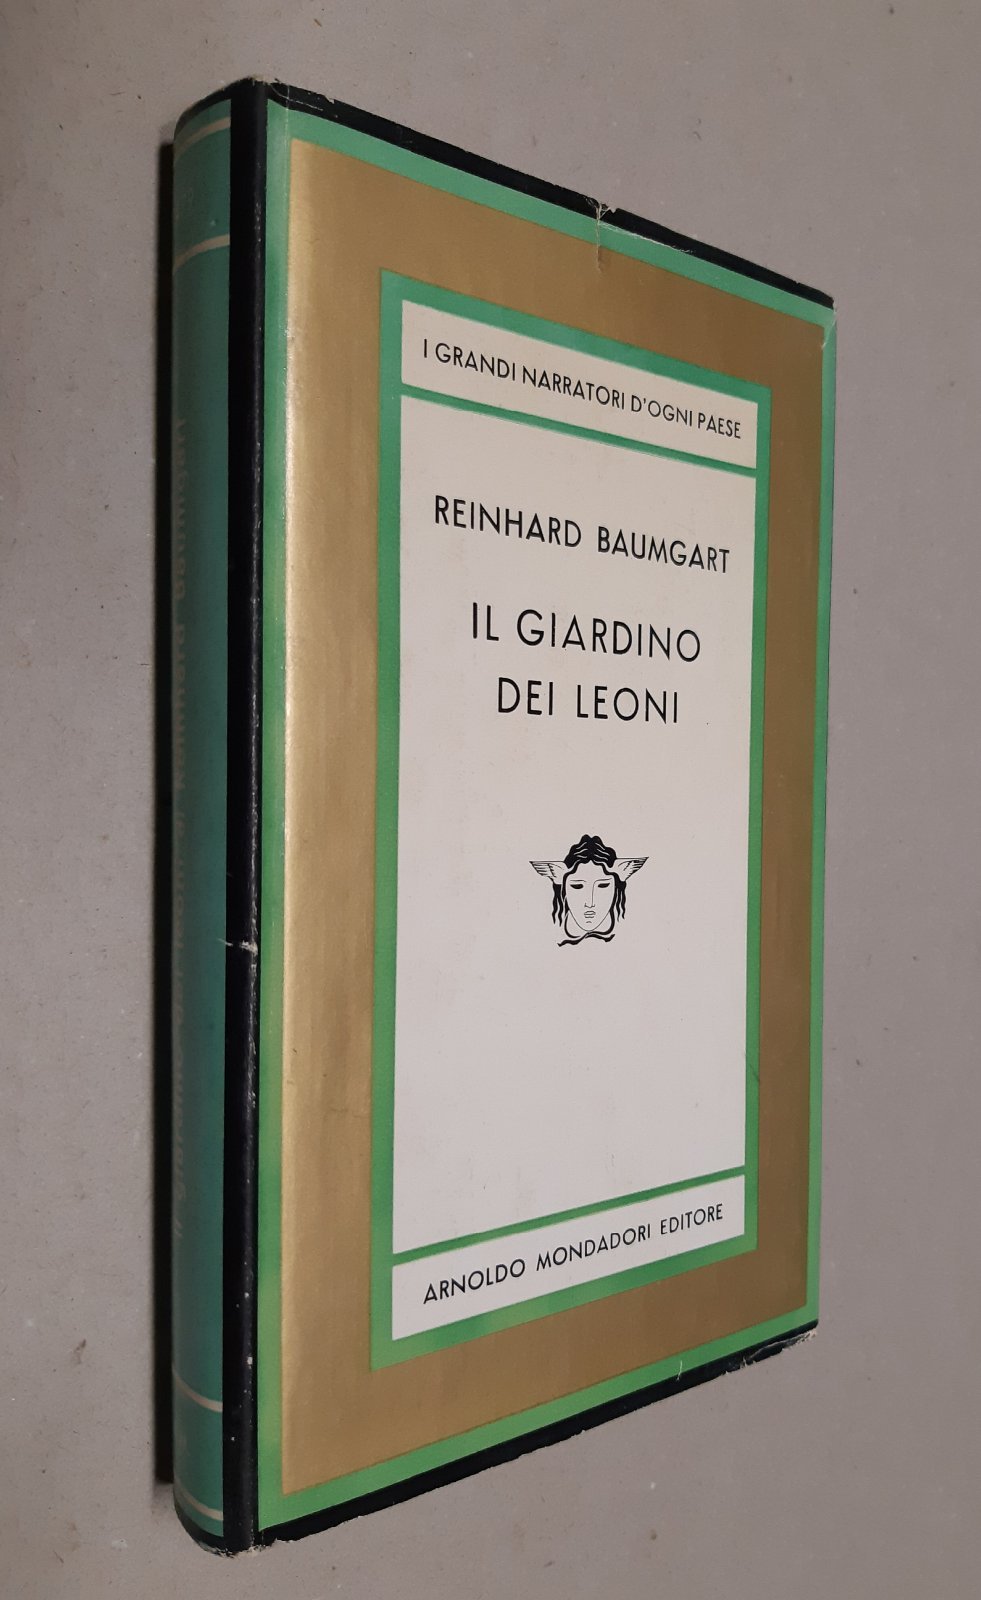 I GRANDI NARRATORI D'OGNI PAESE
REINHARD BAUMGART
IL GIARDINO
DEI LEONI
ARNOLDO MONDADORI EDITORE